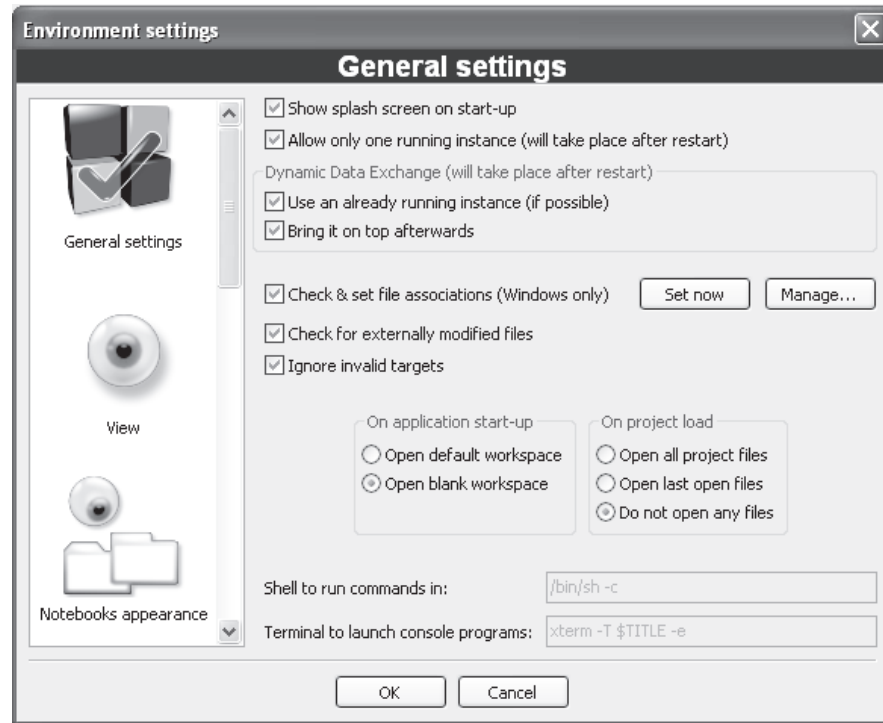 Environment settings
General settings
General settings
View
Notebooks appearance
Show splash screen on start-up
Allow only one running instance (will take place after restart)
Dynamic Data Exchange (will take place after restart)
Use an already running instance (if possible)
Bring it on top afterwards
Check & set file associations (Windows only)
Set now
Manage...
Check for externally modified files
Ignore invalid targets
On application start-up
Open default workspace
Open blank workspace
On project load
Open all project files
Open last open files
Do not open any files
Shell to run commands in:
/bin/sh -c
Terminal to launch console programs:
xterm -T $TITLE -e
OK
Cancel